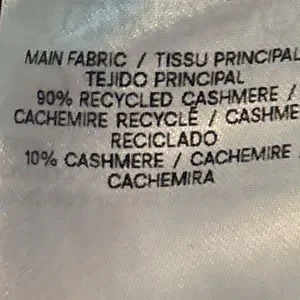 MAIN FABRIC / TISSU PRINCIPAL
TEJIDO PRINCIPAL
90% RECYCLED CASHMERE /
CACHEMIRE RECYCLÉ / CASHME
RECICLADO
10% CASHMERE / CACHEMIRE /
CACHEMIRA